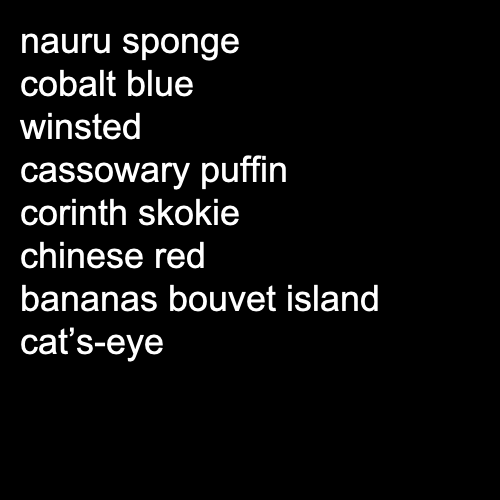 nauru sponge
cobalt blue
winsted
cassowary puffin
corinth skokie
chinese red
bananas bouvet island
cat’s-eye